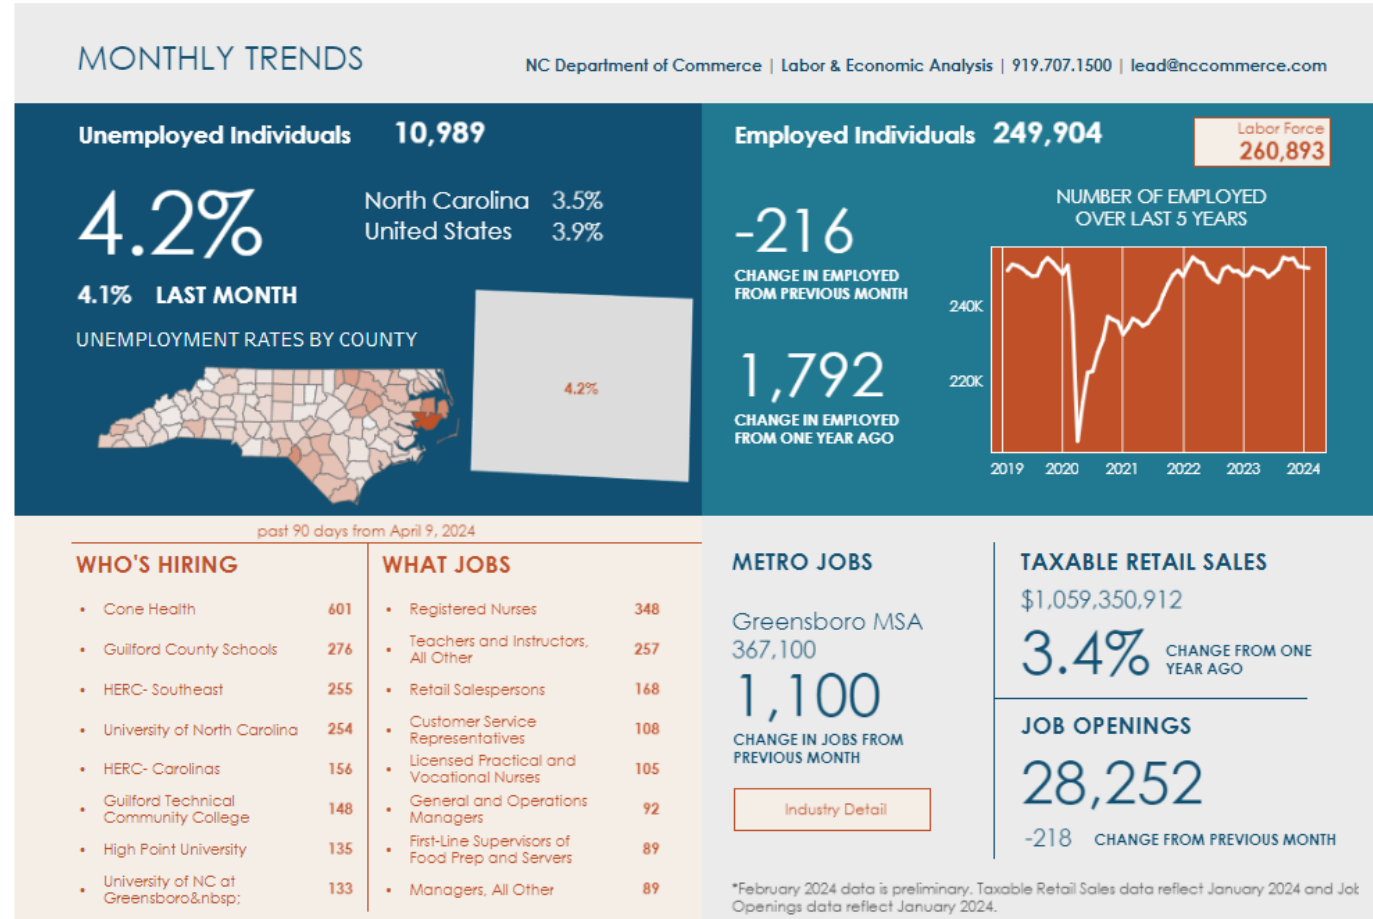 MONTHLY TRENDS
NC Department of Commerce | Labor & Economic Analysis | 919.707.1500 | lead@nccommerce.com
Unemployed Individuals 10,989
4.2%
North Carolina 3.5%
United States 3.9%
4.1% LAST MONTH
UNEMPLOYMENT RATES BY COUNTY
4.2%
Employed Individuals 249,904
Labor Force
260,893
-216
CHANGE IN EMPLOYED
FROM PREVIOUS MONTH
1,792
CHANGE IN EMPLOYED
FROM ONE YEAR AGO
NUMBER OF EMPLOYED
OVER LAST 5 YEARS
240K
220K
2019 2020 2021 2022 2023 2024
past 90 days from April 9, 2024
WHO'S HIRING
• Cone Health 601
• Guilford County Schools 276
• HERC- Southeast 255
• University of North Carolina 254
• HERC- Carolinas 156
• Guilford Technical
Community College 148
• High Point University 135
• University of NC at
Greensboro&nbsp; 133
WHAT JOBS
• Registered Nurses 348
• Teachers and Instructors,
All Other 257
• Retail Salespersons 168
• Customer Service
Representatives 108
• Licensed Practical and
Vocational Nurses 105
• General and Operations
Managers 92
• First-Line Supervisors of
Food Prep and Servers 89
• Managers, All Other 89
METRO JOBS
Greensboro MSA
367,100
1,100
CHANGE IN JOBS FROM
PREVIOUS MONTH
Industry Detail
TAXABLE RETAIL SALES
$1,059,350,912
3.4% CHANGE FROM ONE
YEAR AGO
JOB OPENINGS
28,252
-218 CHANGE FROM PREVIOUS MONTH
*February 2024 data is preliminary. Taxable Retail Sales data reflect January 2024 and Job
Openings data reflect January 2024.